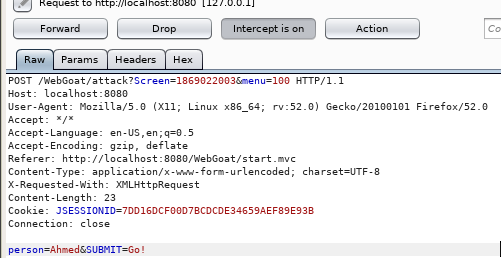 Request to http://localhost:8080 [127.0.0.1]
Forward Drop Intercept is on Action
Raw Params Headers Hex
POST /WebGoat/attack?Screen=1869022003&menu=100 HTTP/1.1
Host: localhost:8080
User-Agent: Mozilla/5.0 (X11; Linux x86_64; rv:52.0) Gecko/20100101 Firefox/52.0
Accept: */*
Accept-Language: en-US,en;q=0.5
Accept-Encoding: gzip, deflate
Referer: http://localhost:8080/WebGoat/start.mvc
Content-Type: application/x-www-form-urlencoded; charset=UTF-8
X-Requested-With: XMLHttpRequest
Content-Length: 23
Cookie: JSESSIONID=7DD16DCF00D7BCDCDE34659AEF89E93B
Connection: close
person=Ahmed&SUBMIT=Go!